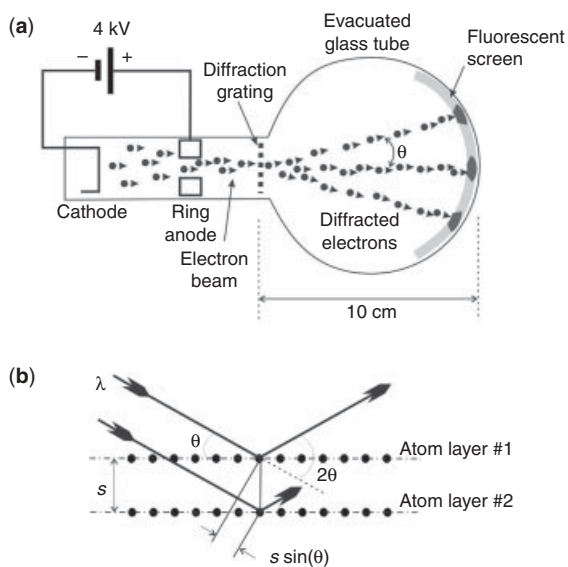 (a)
4 kV
– +
Evacuated
glass tube
Fluorescent
screen
Diffraction
grating
θ
Cathode
Ring
anode
Electron
beam
Diffracted
electrons
10 cm
(b)
λ
θ
2θ
Atom layer #1
s
Atom layer #2
s sin(θ)